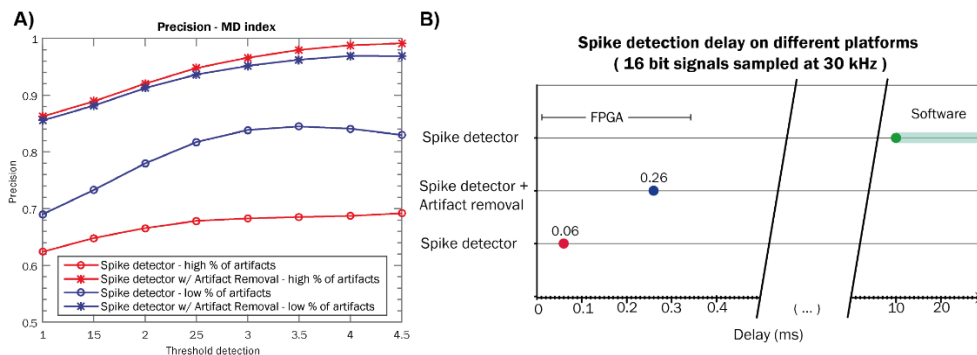 A)
Precision - MD index
1
0.9
0.8
0.7
0.6
0.5
Precision
Spike detector - high % of artifacts
Spike detector w/ Artifact Removal - high % of artifacts
Spike detector - low % of artifacts
Spike detector w/ Artifact Removal - low % of artifacts
1 15 2 25 3 3.5 4 4.5
Threshold detection
B)
Spike detection delay on different platforms
( 16 bit signals sampled at 30 kHz )
FPGA
Software
Spike detector
Spike detector +
Artifact removal
0.26
Spike detector
0.06
0 0.1 0.2 0.3 0.4 ( ... ) 10 20
Delay (ms)